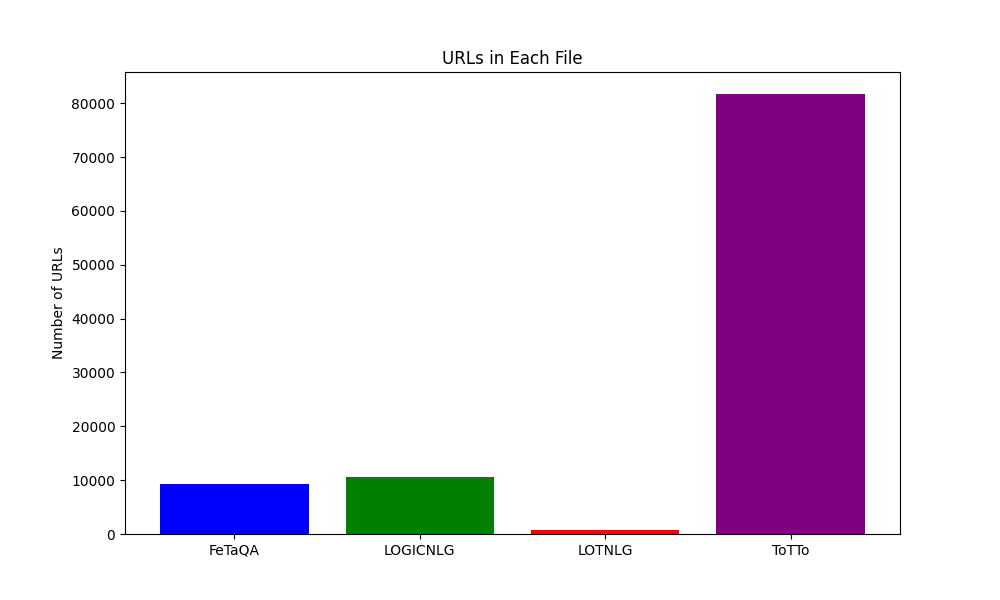 URLs in Each File
Number of URLs
80000
70000
60000
50000
40000
30000
20000
10000
0
FeTaQA
LOGICNLG
LOTNLG
ToTTo